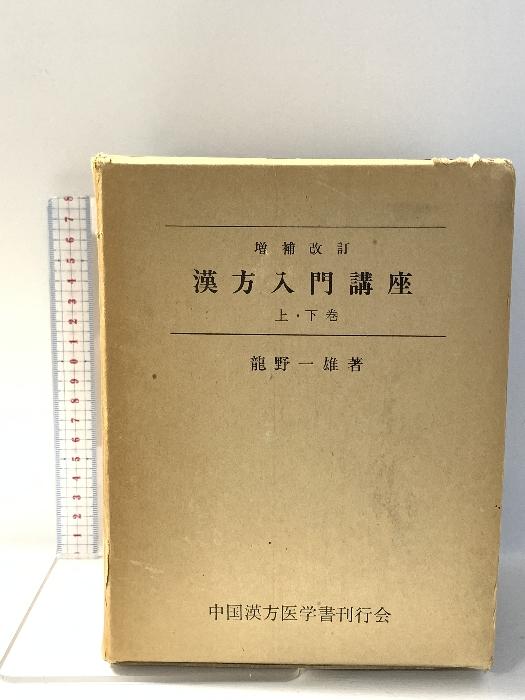 増補改訂
漢方入門講座
上・下巻
龍野一雄著
中国漢方医学書刊行会